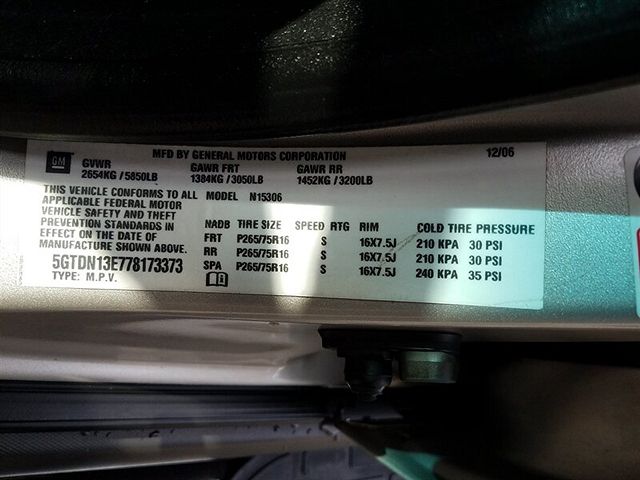 MFD BY GENERAL MOTORS CORPORATION 12/06
GM GVWR GAWR FRT GAWR RR
2654KG / 5850LB 1384KG / 3050LB 1452KG / 3200LB
THIS VEHICLE CONFORMS TO ALL MODEL N15306
APPLICABLE FEDERAL MOTOR
VEHICLE SAFETY AND THEFT
PREVENTION STANDARDS IN
EFFECT ON THE DATE OF
MANUFACTURE SHOWN ABOVE.
5GTDN13E778173373
TYPE: M.P.V.
NADB TIRE SIZE SPEED RTG RIM COLD TIRE PRESSURE
FRT P265/75R16 S 16X7.5J 210 KPA 30 PSI
RR P265/75R16 S 16X7.5J 210 KPA 30 PSI
SPA P265/75R16 S 16X7.5J 240 KPA 35 PSI